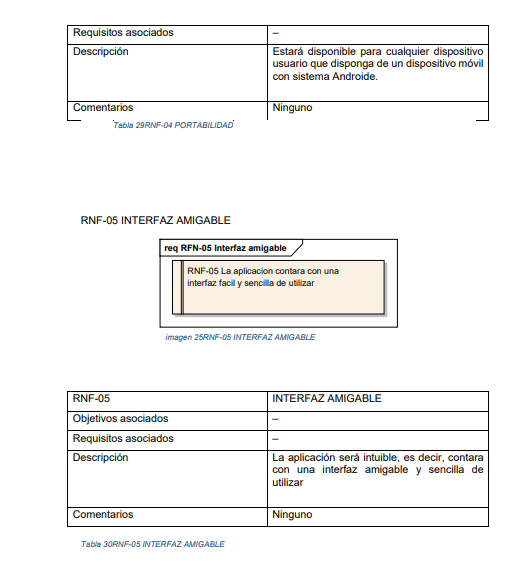 Requisitos asociados –
Descripción Estará disponible para cualquier dispositivo
usuario que disponga de un dispositivo móvil
con sistema Androide.
Comentarios Ninguno
Tabla 29RNF-04 PORTABILIDAD
RNF-05 INTERFAZ AMIGABLE
req RFN-05 Interfaz amigable
RNF-05 La aplicacion contara con una
interfaz facil y sencilla de utilizar
imagen 25RNF-05 INTERFAZ AMIGABLE
RNF-05 INTERFAZ AMIGABLE
Objetivos asociados –
Requisitos asociados –
Descripción La aplicación será intuible, es decir, contara
con una interfaz amigable y sencilla de
utilizar
Comentarios Ninguno
Tabla 30RNF-05 INTERFAZ AMIGABLE